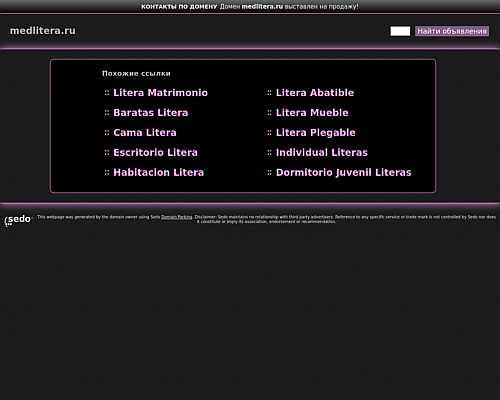 КОНТАКТЫ ПО ДОМЕНУ Домен medlitera.ru выставлен на продажу!
medlitera.ru
Найти объявления
Похожие ссылки
:: Litera Matrimonio
:: Litera Abatible
:: Baratas Litera
:: Litera Mueble
:: Cama Litera
:: Litera Plegable
:: Escritorio Litera
:: Individual Literas
:: Habitacion Litera
:: Dormitorio Juvenil Literas
Sedo
This webpage was generated by the domain owner using Sedo Domain Parking. Disclaimer: Sedo maintains no relationship with third party advertisers. Reference to any specific service or trade mark is not controlled by Sedo nor does
it constitute or imply its association, endorsement or recommendation.